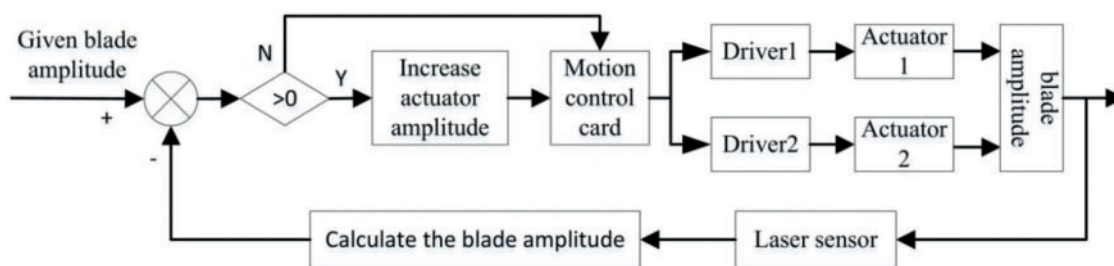 Given blade
amplitude
+
-
>0
N
Y
Increase
actuator
amplitude
Motion
control
card
Driver1
Actuator
1
Driver2
Actuator
2
blade
amplitude
Laser sensor
Calculate the blade amplitude